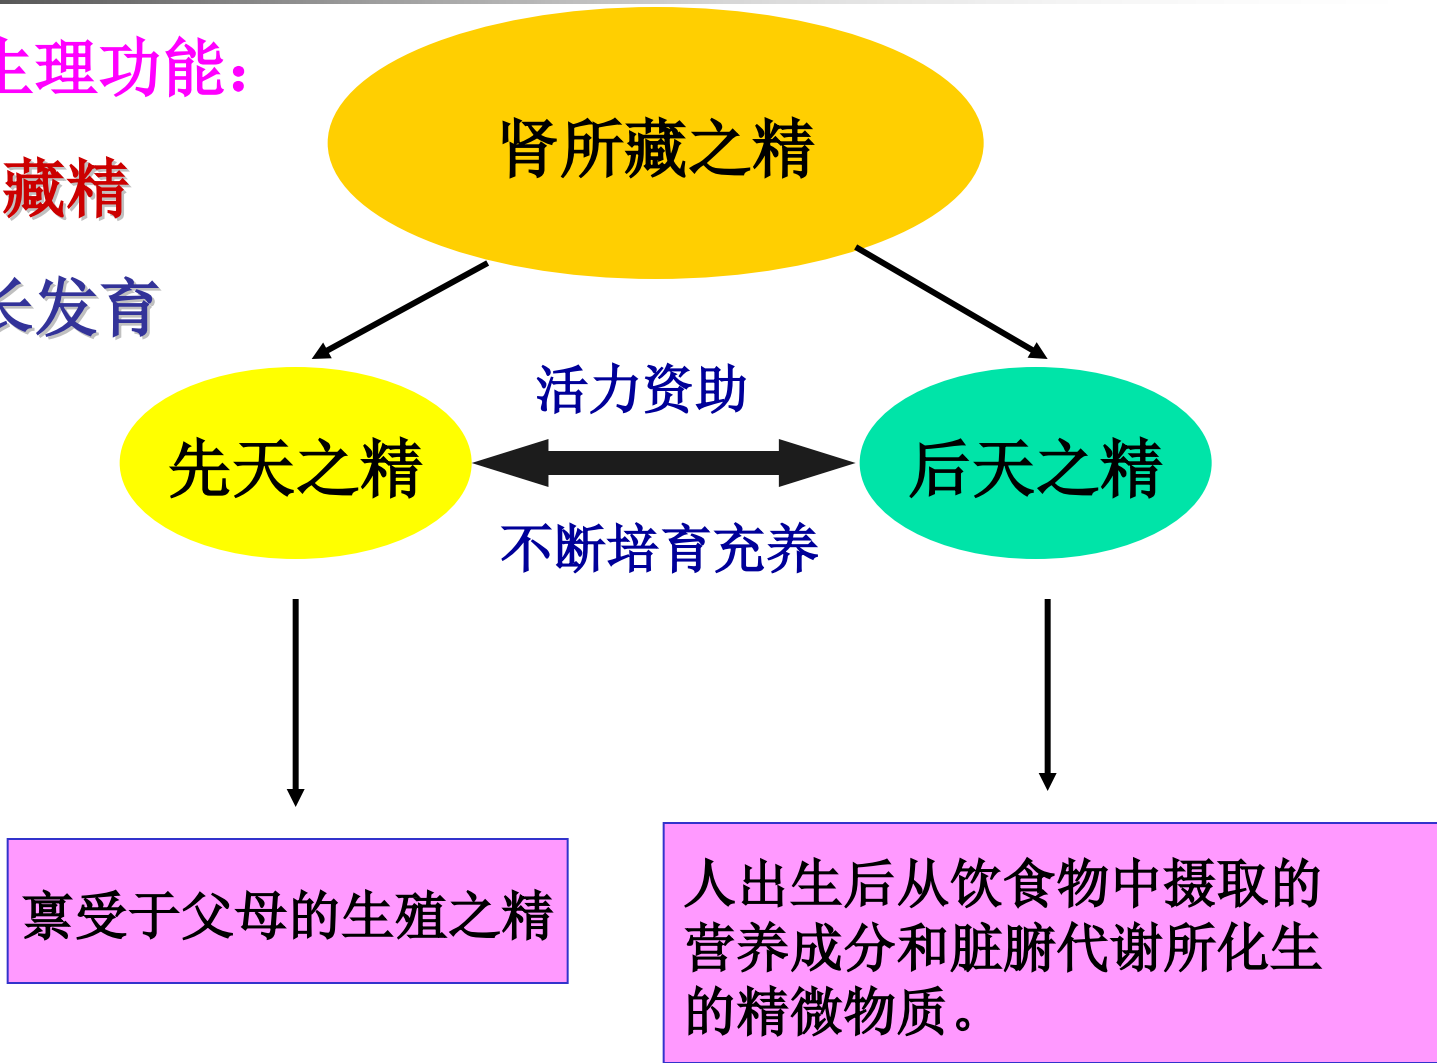 生理功能：
肾所藏之精
藏精
长发育
活力资助
先天之精
后天之精
不断培育充养
禀受于父母的生殖之精
人出生后从饮食物中摄取的
营养成分和脏腑代谢所化生
的精微物质。